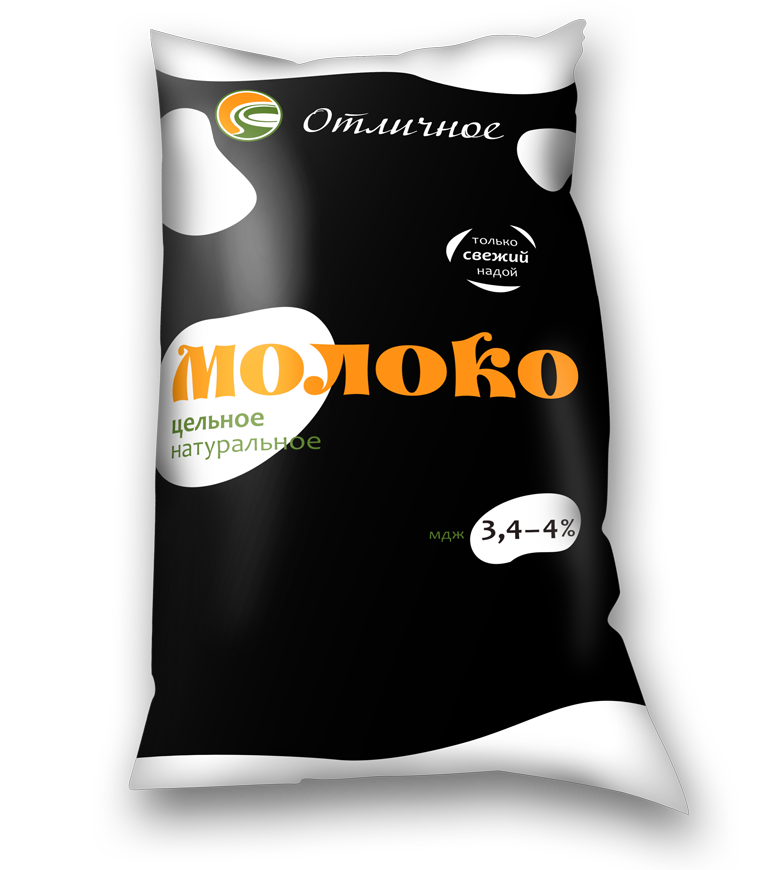 Отличное
только
свежий
надой
молоко
цельное
натуральное
мдж 3,4–4%